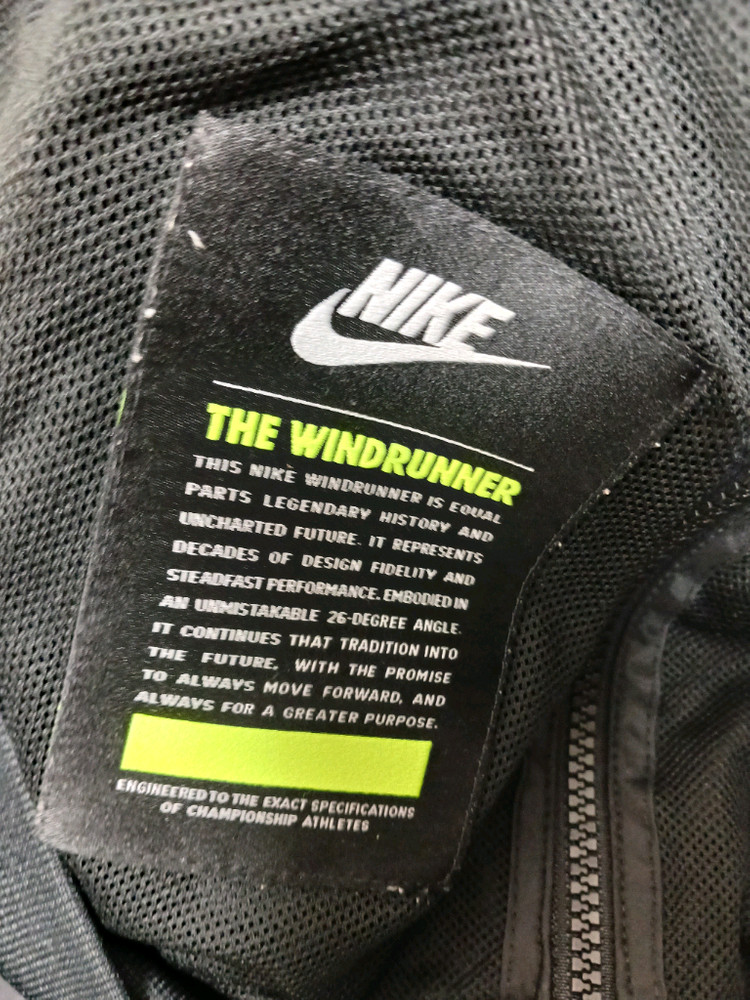 NIKE
THE WINDRUNNER
THIS NIKE WINDRUNNER IS EQUAL
PARTS LEGENDARY HISTORY AND
UNCHARTED FUTURE. IT REPRESENTS
DECADES OF DESIGN FIDELITY AND
STEADFAST PERFORMANCE. EMBODIED IN
AN UNMISTAKABLE 26-DEGREE ANGLE.
IT CONTINUES THAT TRADITION INTO
THE FUTURE. WITH THE PROMISE
TO ALWAYS MOVE FORWARD, AND
ALWAYS FOR A GREATER PURPOSE.
ENGINEERED TO THE EXACT SPECIFICATIONS
OF CHAMPIONSHIP ATHLETES